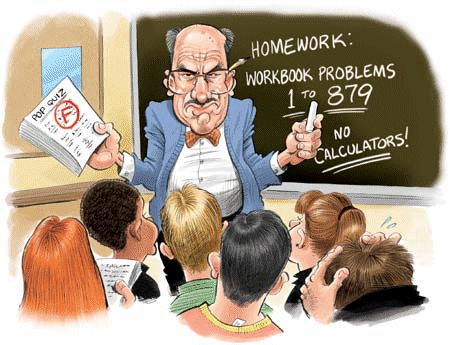 HOMEWORK:
WORKBOOK PROBLEMS
1 TO 879
NO
CALCULATORS!
POP QUIZ
F